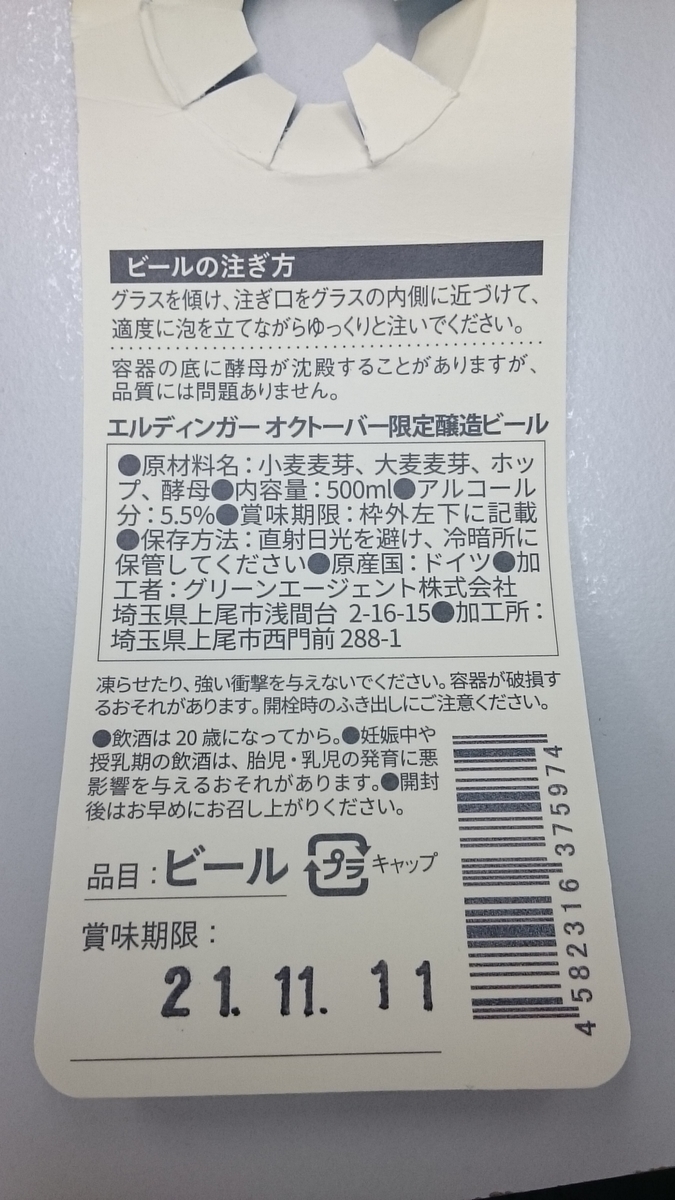 ビールの注ぎ方
グラスを傾け、注ぎ口をグラスの内側に近づけて、
適度に泡を立てながらゆっくりと注いでください。
容器の底に酵母が沈殿することがありますが、
品質には問題ありません。
エルディンガー オクトーバー限定醸造ビール
●原材料名：小麦麦芽、大麦麦芽、ホッ
プ、酵母●内容量：500ml●アルコール
分：5.5%●賞味期限：枠外左下に記載
●保存方法：直射日光を避け、冷暗所に
保管してください●原産国：ドイツ●加
工者：グリーンエージェント株式会社
埼玉県上尾市浅間台 2-16-15●加工所：
埼玉県上尾市西門前 288-1
凍らせたり、強い衝撃を与えないでください。容器が破損す
るおそれがあります。開栓時のふき出しにご注意ください。
●飲酒は 20 歳になってから。●妊娠中や
授乳期の飲酒は、胎児・乳児の発育に悪
影響を与えるおそれがあります。●開封
後はお早めにお召し上がりください。
品目：ビール
プラ キャップ
賞味期限：
21. 11. 11
4 582316 375974